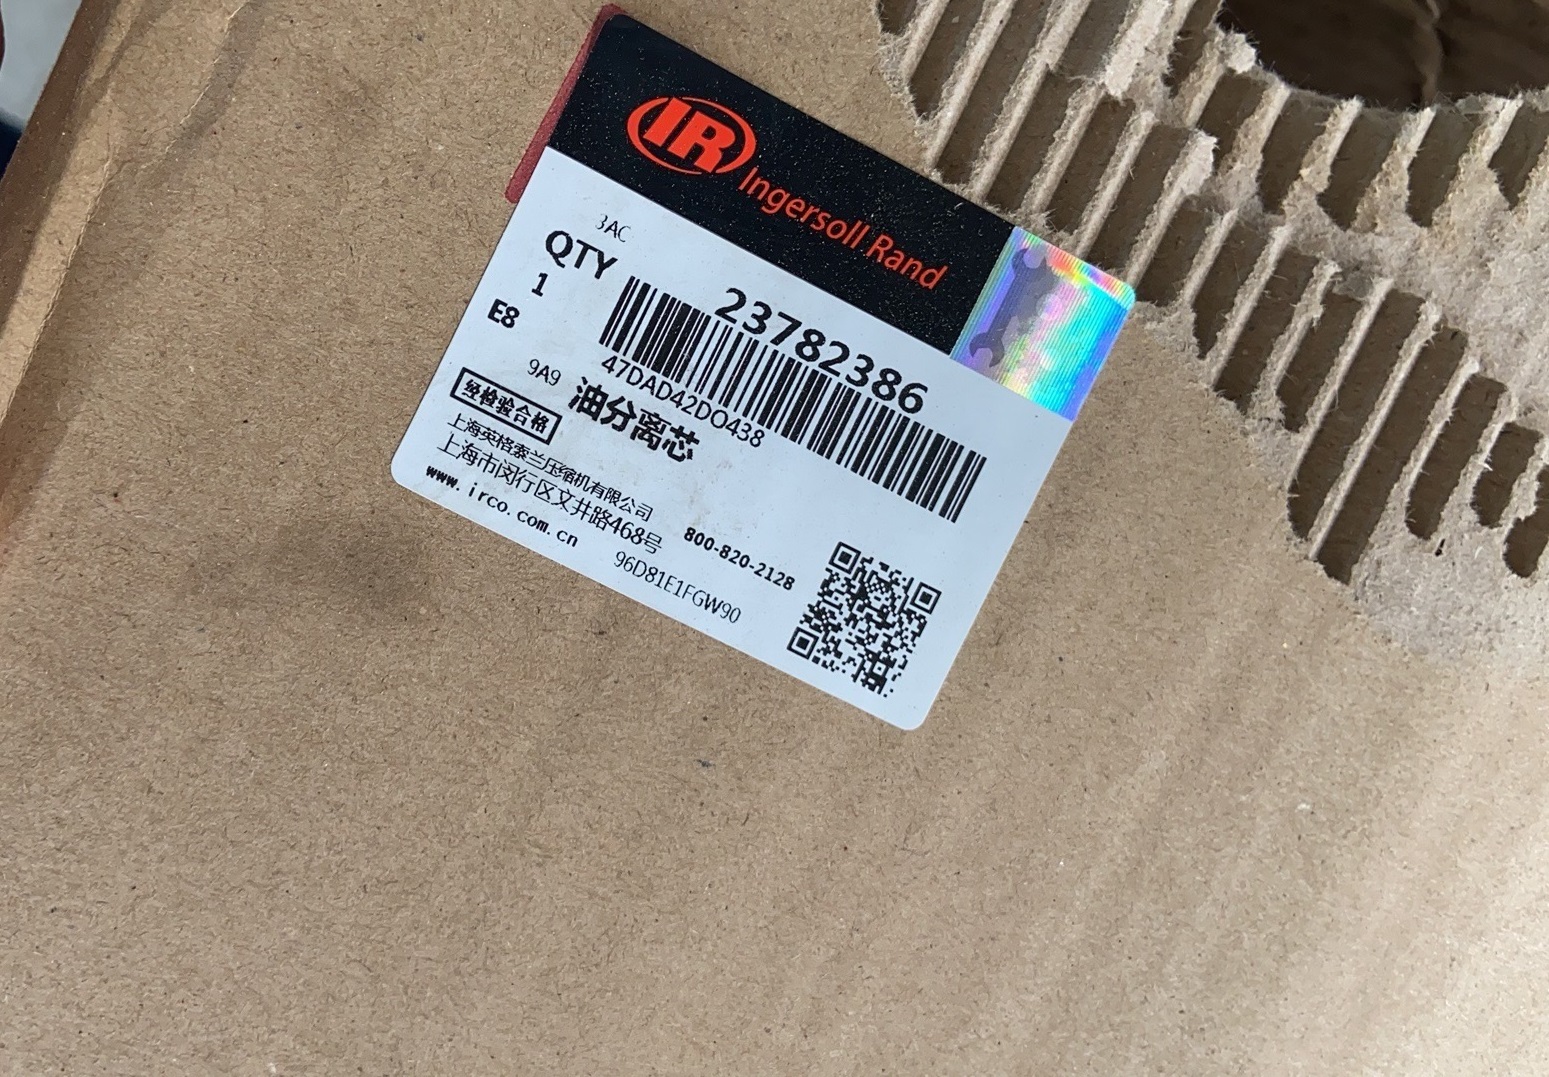 IR
Ingersoll Rand
3AC
QTY
1
E8
23782386
47DAD42DO438
9A9
油分离芯
经检验合格
上海英格索兰压缩机有限公司
上海市闵行区文井路468号
www.irco.com.cn
800-820-2128
96D81E1FGW90